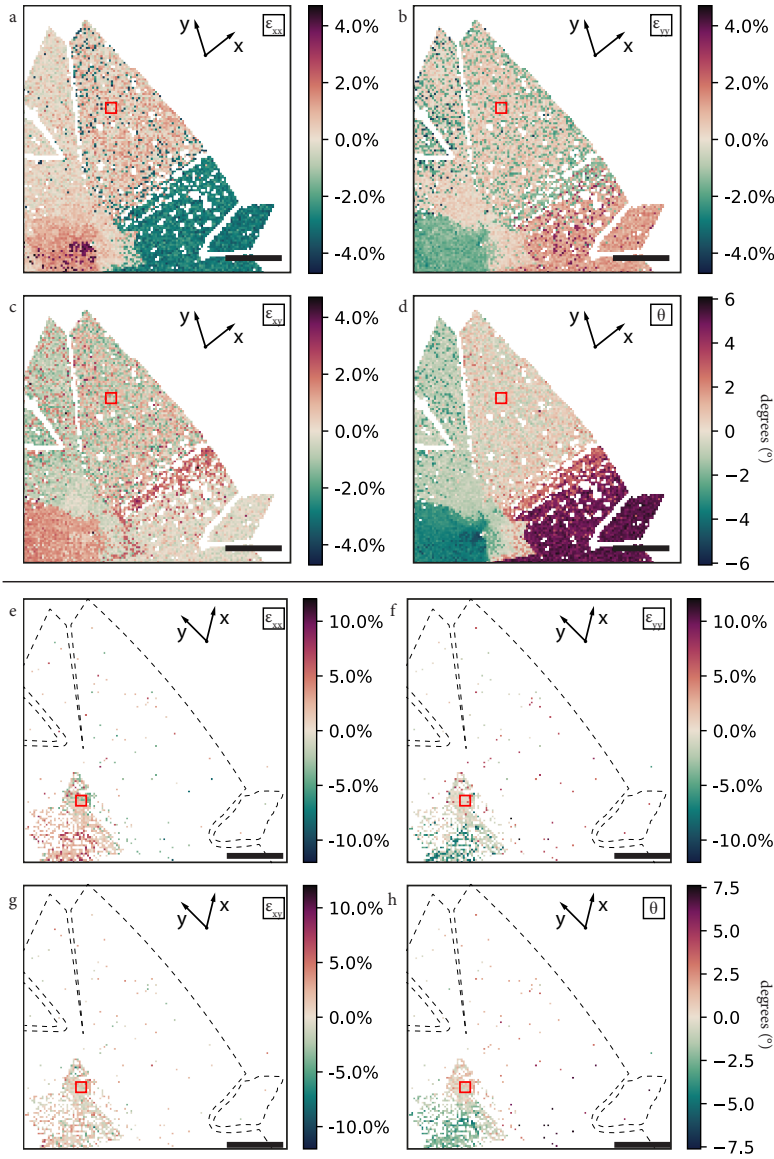 a
y
x
εxx
4.0%
2.0%
0.0%
-2.0%
-4.0%
b
y
x
εyy
4.0%
2.0%
0.0%
-2.0%
-4.0%
c
y
x
εxy
4.0%
2.0%
0.0%
-2.0%
-4.0%
d
y
x
θ
6
4
2
0
−2
−4
−6
degrees (°)
e
y
x
εxx
10.0%
5.0%
0.0%
-5.0%
-10.0%
f
y
x
εyy
10.0%
5.0%
0.0%
-5.0%
-10.0%
g
y
x
εxy
10.0%
5.0%
0.0%
-5.0%
-10.0%
h
y
x
θ
7.5
5.0
2.5
0.0
−2.5
−5.0
−7.5
degrees (°)